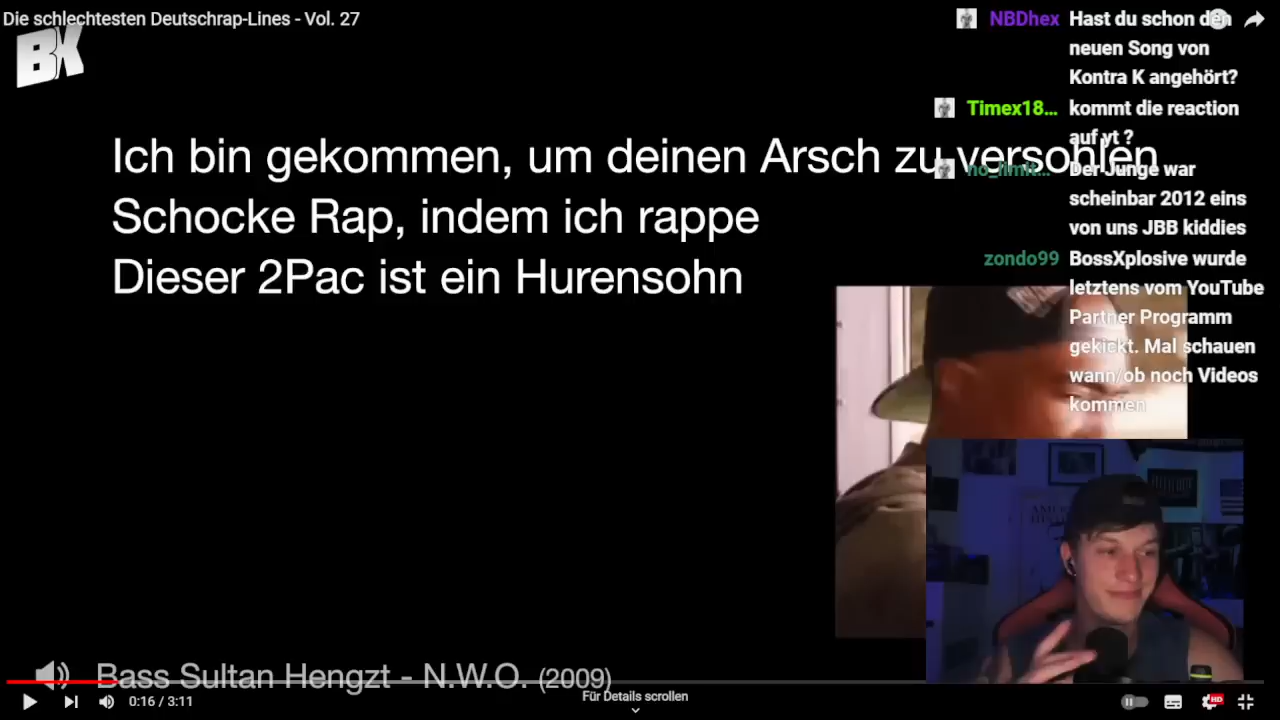 Die schlechtesten Deutschrap-Lines - Vol. 27
BK
Ich bin gekommen, um deinen Arsch zu versohlen
Schocke Rap, indem ich rappe
Dieser 2Pac ist ein Hurensohn
NBDhex Hast du schon den
neuen Song von
Kontra K angehört?
Timex18... kommt die reaction
auf yt ?
no_limit... Der Junge war
scheinbar 2012 eins
von uns JBB kiddies
zondo99 BossXplosive wurde
letztens vom YouTube
Partner Programm
gekickt. Mal schauen
wann/ob noch Videos
kommen
Bass Sultan Hengzt - N.W.O. (2009)
0:16 / 3:11
Für Details scrollen
HD